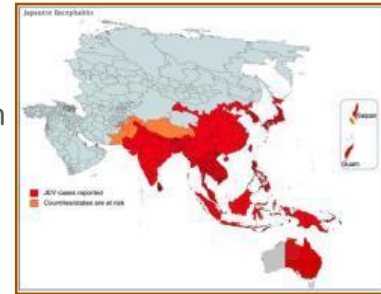 Japanese Encephalitis
n
Saipan
Guam
JEV cases reported
Countries/states are at risk